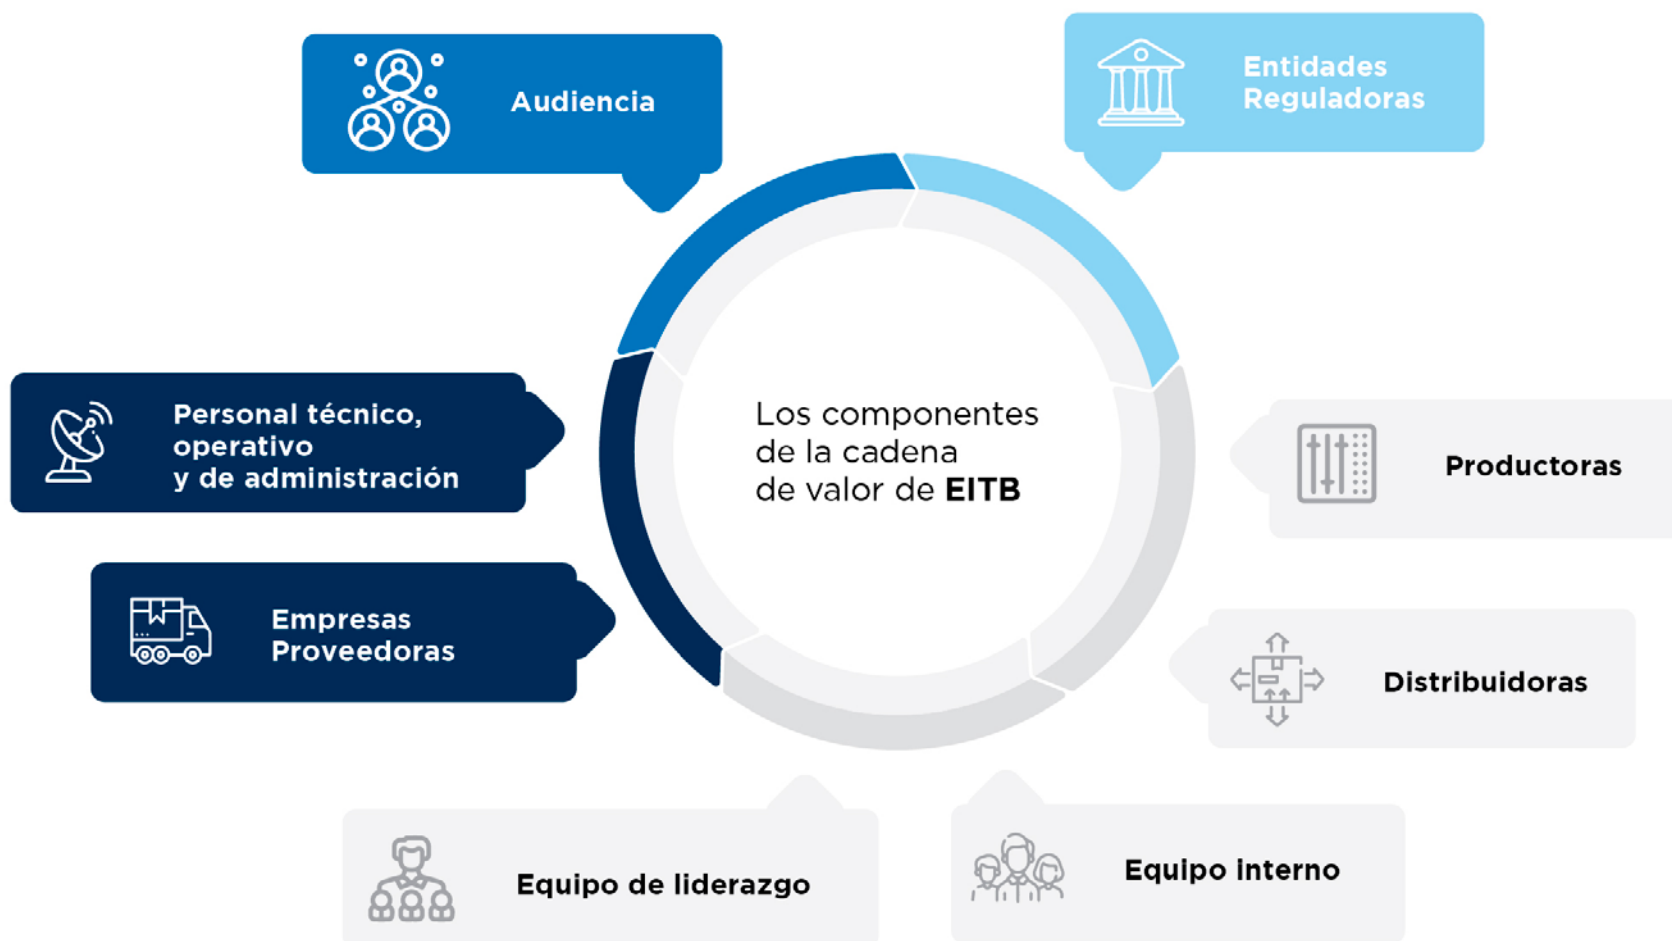 Audiencia
Entidades
Reguladoras
Personal técnico,
operativo
y de administración
Los componentes
de la cadena
de valor de EITB
Productoras
Empresas
Proveedoras
Distribuidoras
Equipo de liderazgo
Equipo interno